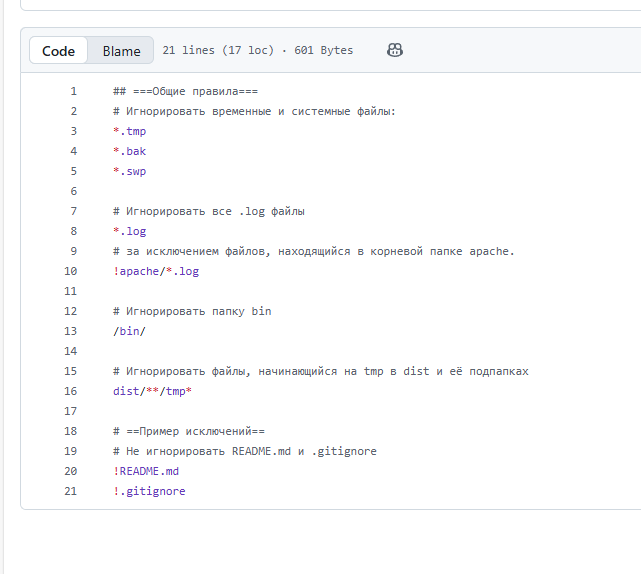 Code Blame 21 lines (17 loc) · 601 Bytes
1 ## ===Общие правила===
2 # Игнорировать временные и системные файлы:
3 *.tmp
4 *.bak
5 *.swp
6
7 # Игнорировать все .log файлы
8 *.log
9 # за исключением файлов, находящийся в корневой папке apache.
10 !apache/*.log
11
12 # Игнорировать папку bin
13 /bin/
14
15 # Игнорировать файлы, начинающийся на tmp в dist и её подпапках
16 dist/**/tmp*
17
18 # ==Пример исключений==
19 # Не игнорировать README.md и .gitignore
20 !README.md
21 !.gitignore